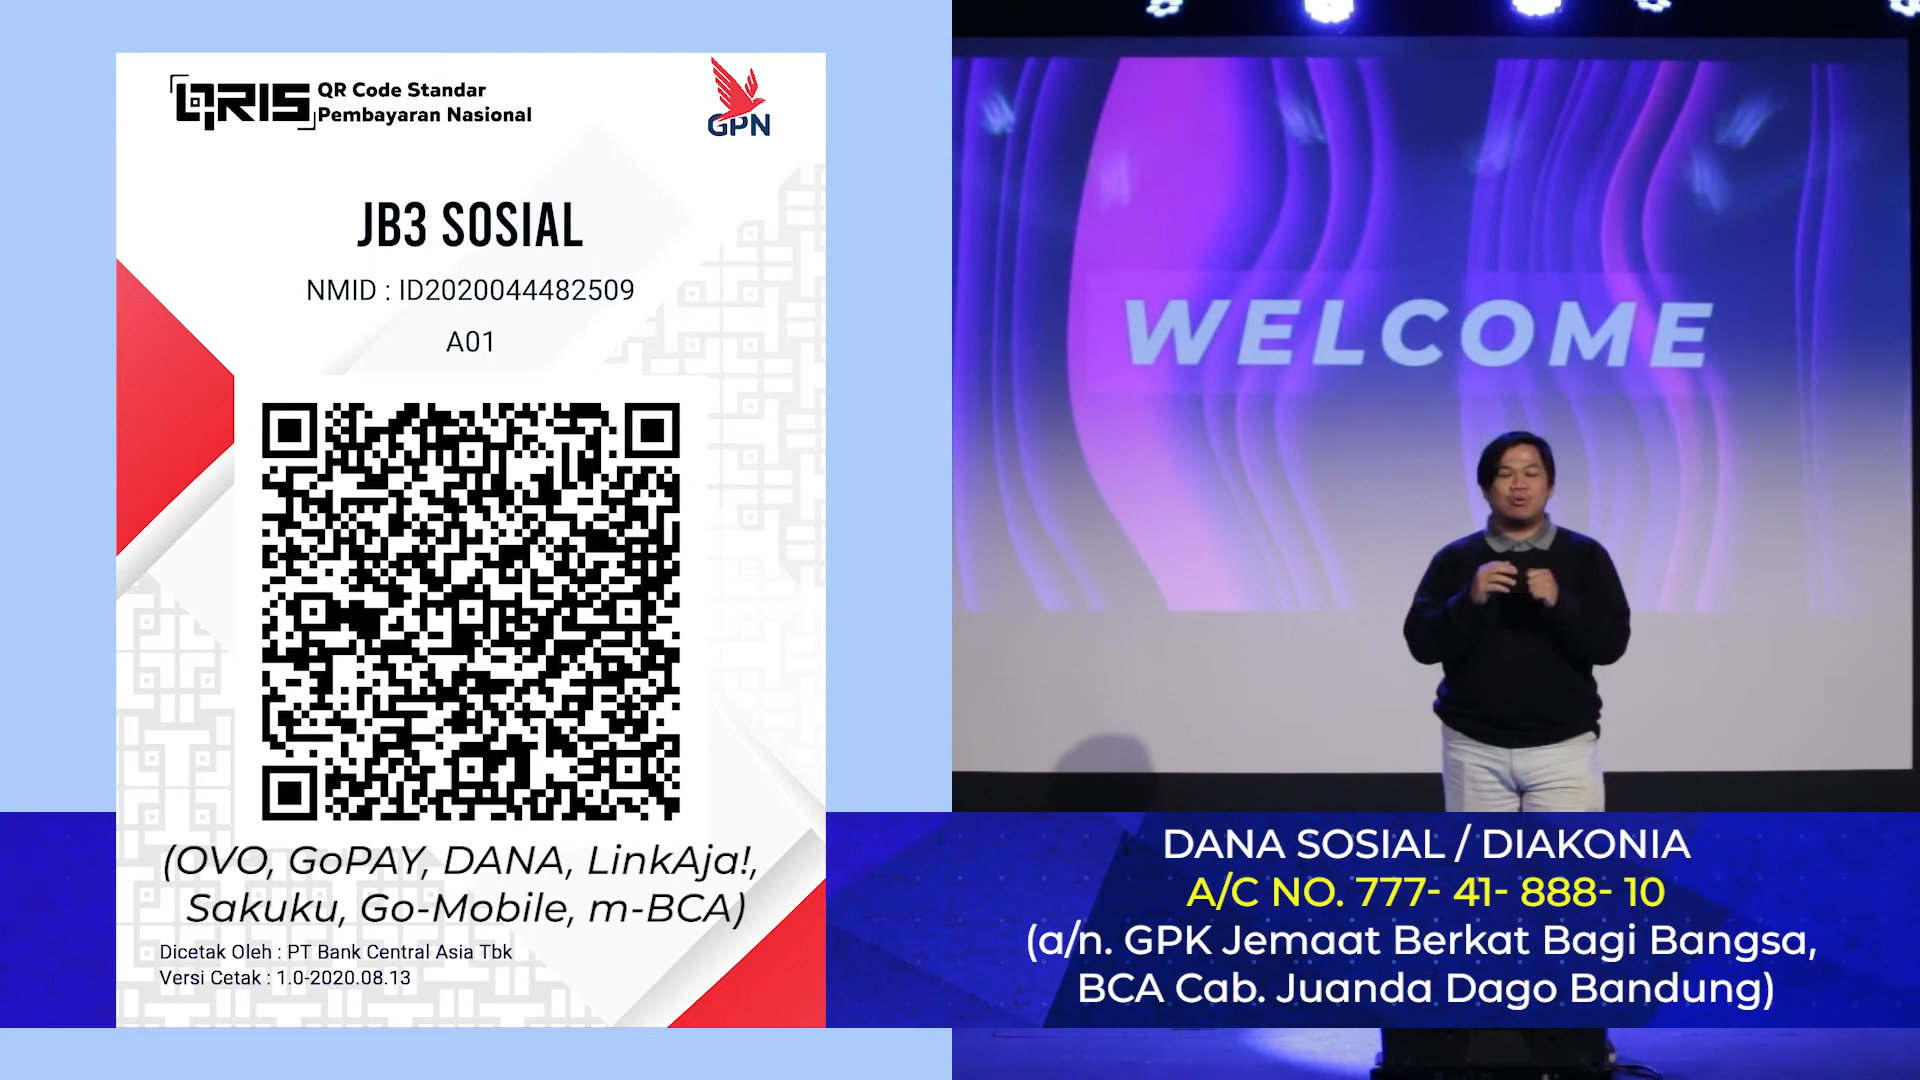 QRIS QR Code Standar
Pembayaran Nasional
GPN
JB3 SOSIAL
NMID : ID2020044482509
A01
(OVO, GoPAY, DANA, LinkAja!,
Sakuku, Go-Mobile, m-BCA)
Dicetak Oleh : PT Bank Central Asia Tbk
Versi Cetak : 1.0-2020.08.13
WELCOME
DANA SOSIAL / DIAKONIA
A/C NO. 777- 41- 888- 10
(a/n. GPK Jemaat Berkat Bagi Bangsa,
BCA Cab. Juanda Dago Bandung)